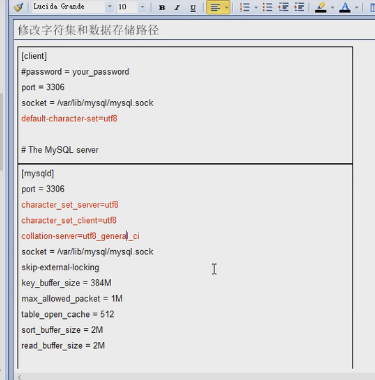 Lucida Grande 10 B I U
修改字符集和数据存储路径
[client]
#password = your_password
port = 3306
socket = /var/lib/mysql/mysql.sock
default-character-set=utf8
# The MySQL server
[mysqld]
port = 3306
character_set_server=utf8
character_set_client=utf8
collation-server=utf8_general_ci
socket = /var/lib/mysql/mysql.sock
skip-external-locking
key_buffer_size = 384M
max_allowed_packet = 1M
table_open_cache = 512
sort_buffer_size = 2M
read_buffer_size = 2M